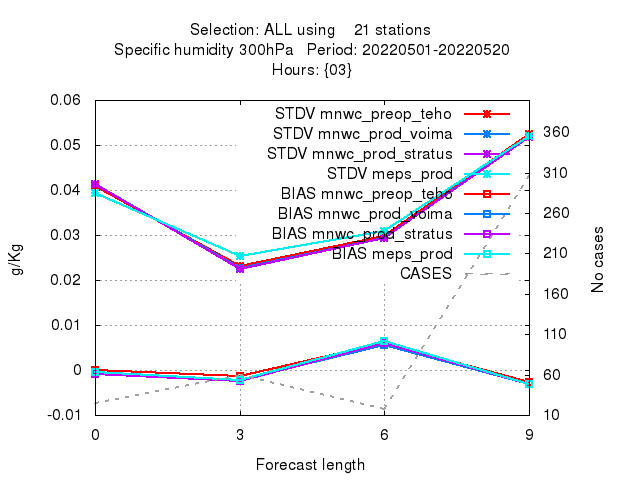 Selection: ALL using    21 stations
Specific humidity 300hPa   Period: 20220501-20220520
Hours: {03}
0.06
0.05
0.04
0.03
0.02
0.01
0
-0.01
g/Kg
STDV mnwc_preop_teho
STDV mnwc_prod_voima
STDV mnwc_prod_stratus
STDV meps_prod
BIAS mnwc_preop_teho
BIAS mnwc_prod_voima
BIAS mnwc_prod_stratus
BIAS meps_prod
CASES
360
310
260
210
160
110
60
10
No cases
0 3 6 9
Forecast length